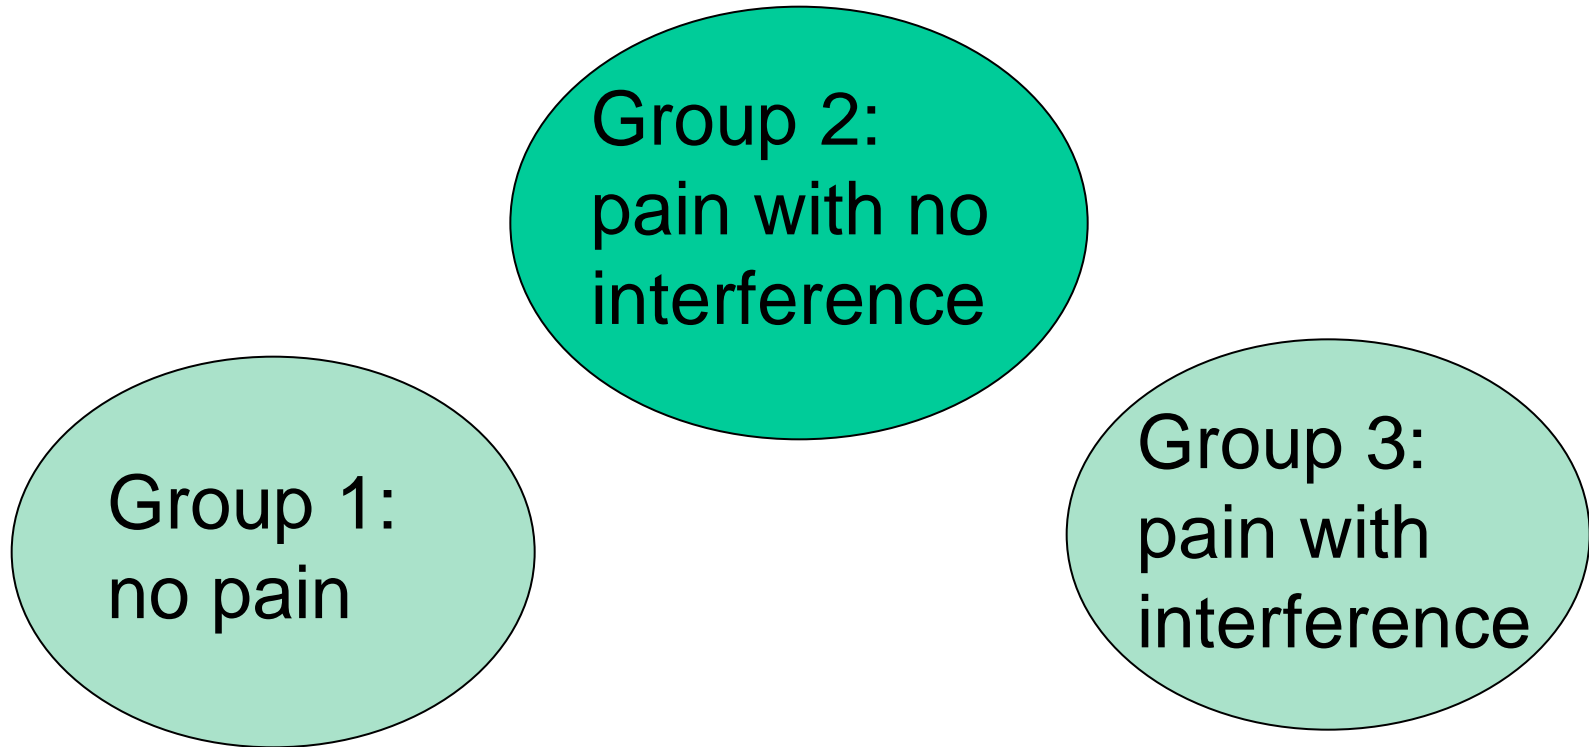 Group 2:
pain with no
interference
Group 1:
no pain
Group 3:
pain with
interference